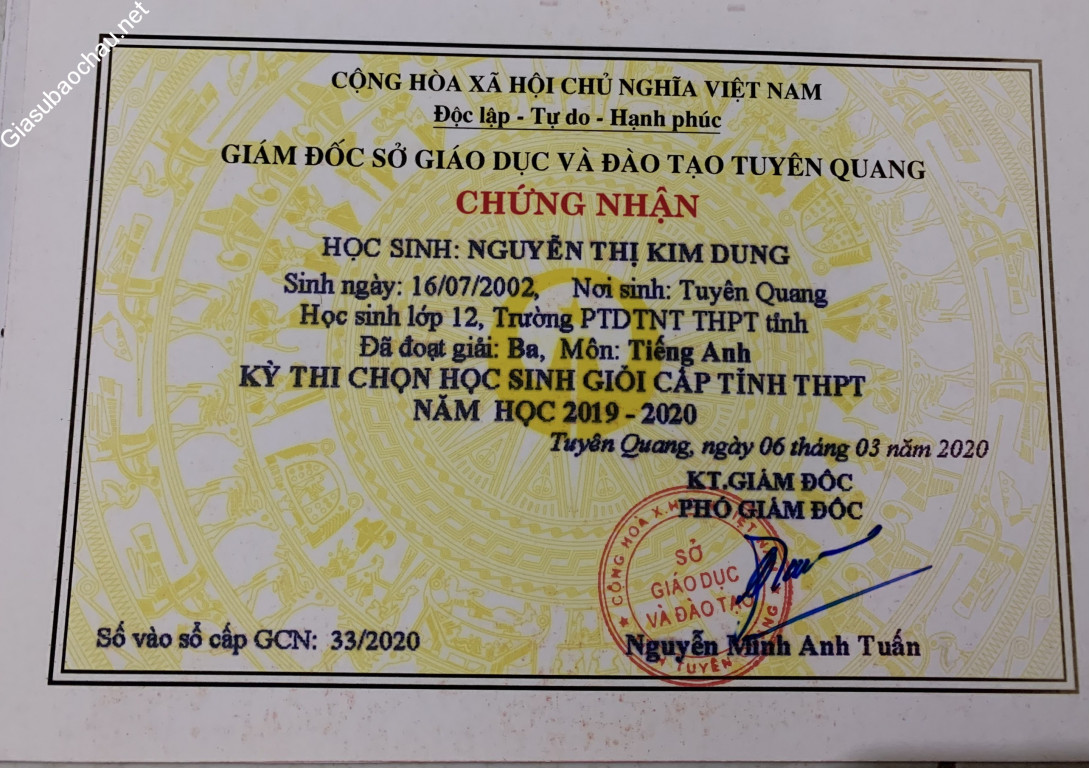 Giasubaochau.net
CỘNG HÒA XÃ HỘI CHỦ NGHĨA VIỆT NAM
Độc lập - Tự do - Hạnh phúc
GIÁM ĐỐC SỞ GIÁO DỤC VÀ ĐÀO TẠO TUYÊN QUANG
CHỨNG NHẬN
HỌC SINH: NGUYỄN THỊ KIM DUNG
Sinh ngày: 16/07/2002, Nơi sinh: Tuyên Quang
Học sinh lớp 12, Trường PTDTNT THPT tỉnh
Đã đoạt giải: Ba, Môn: Tiếng Anh
KỲ THI CHỌN HỌC SINH GIỎI CẤP TỈNH THPT
NĂM HỌC 2019 - 2020
Tuyên Quang, ngày 06 tháng 03 năm 2020
KT.GIÁM ĐỐC
PHÓ GIÁM ĐỐC
CỘNG HÒA X.H
SỞ
GIÁO DỤC
VÀ ĐÀO TẠO
TUYÊN
Nguyễn Minh Anh Tuấn
Số vào sổ cấp GCN: 33/2020